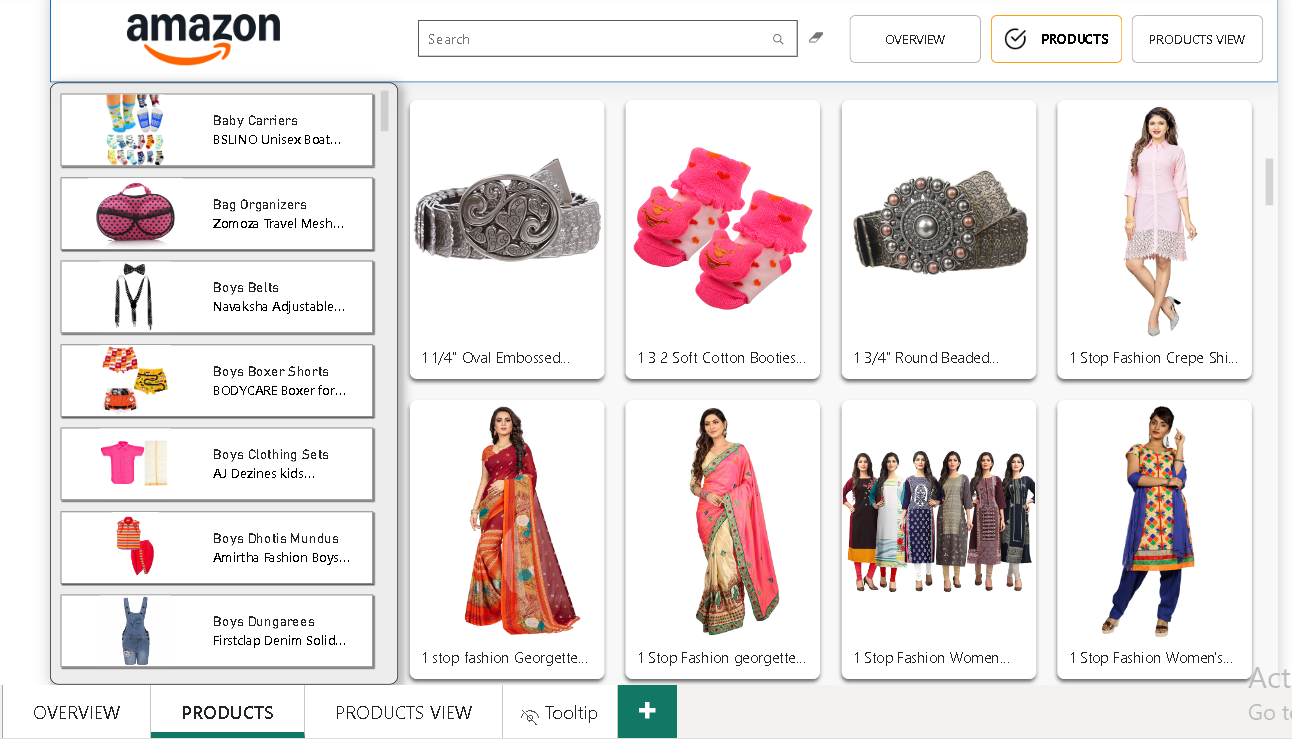 amazon
Search
OVERVIEW
PRODUCTS
PRODUCTS VIEW
Baby Carriers
BSLINO Unisex Boat...
Bag Organizers
Zomoza Travel Mesh...
Boys Belts
Navaksha Adjustable...
Boys Boxer Shorts
BODYCARE Boxer for...
Boys Clothing Sets
AJ Dezines kids...
Boys Dhotis Mundus
Amirtha Fashion Boys...
Boys Dungarees
Firstclap Denim Solid...
1 1/4" Oval Embossed...
1 3 2 Soft Cotton Booties...
1 3/4" Round Beaded...
1 Stop Fashion Crepe Shi...
1 stop fashion Georgette...
1 Stop Fashion georgette...
1 Stop Fashion Women...
1 Stop Fashion Women's...
Act
Go to
OVERVIEW
PRODUCTS
PRODUCTS VIEW
Tooltip
+